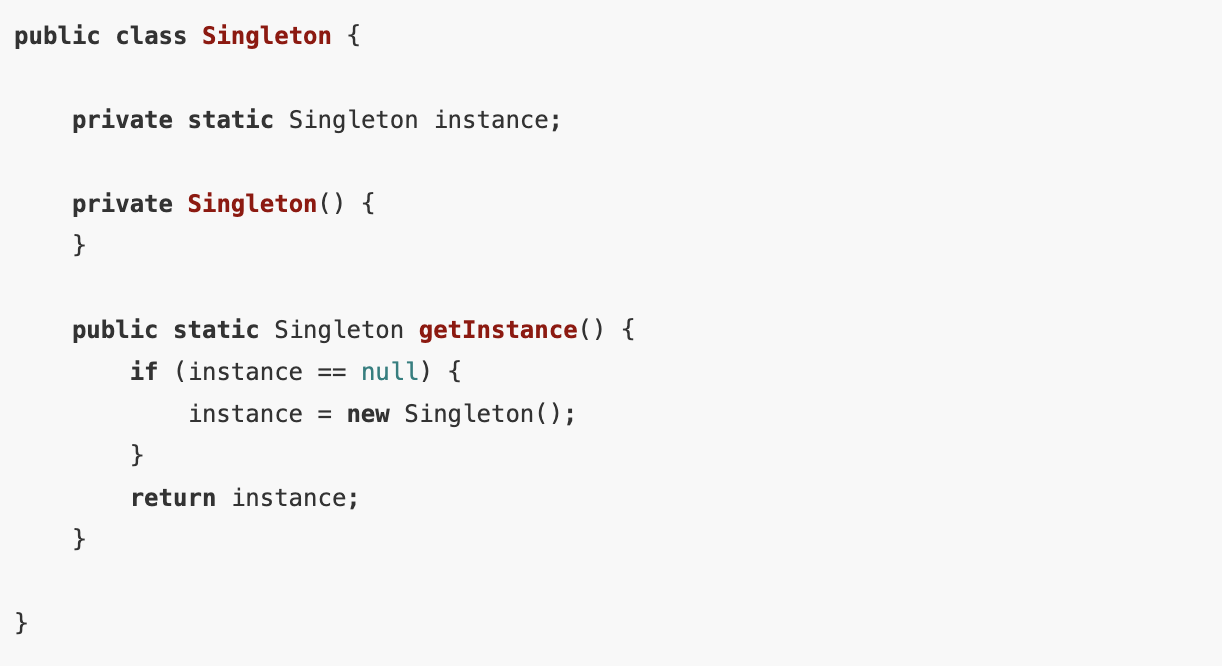 public class Singleton {
    private static Singleton instance;
    private Singleton() {
    }
    public static Singleton getInstance() {
        if (instance == null) {
            instance = new Singleton();
        }
        return instance;
    }
}